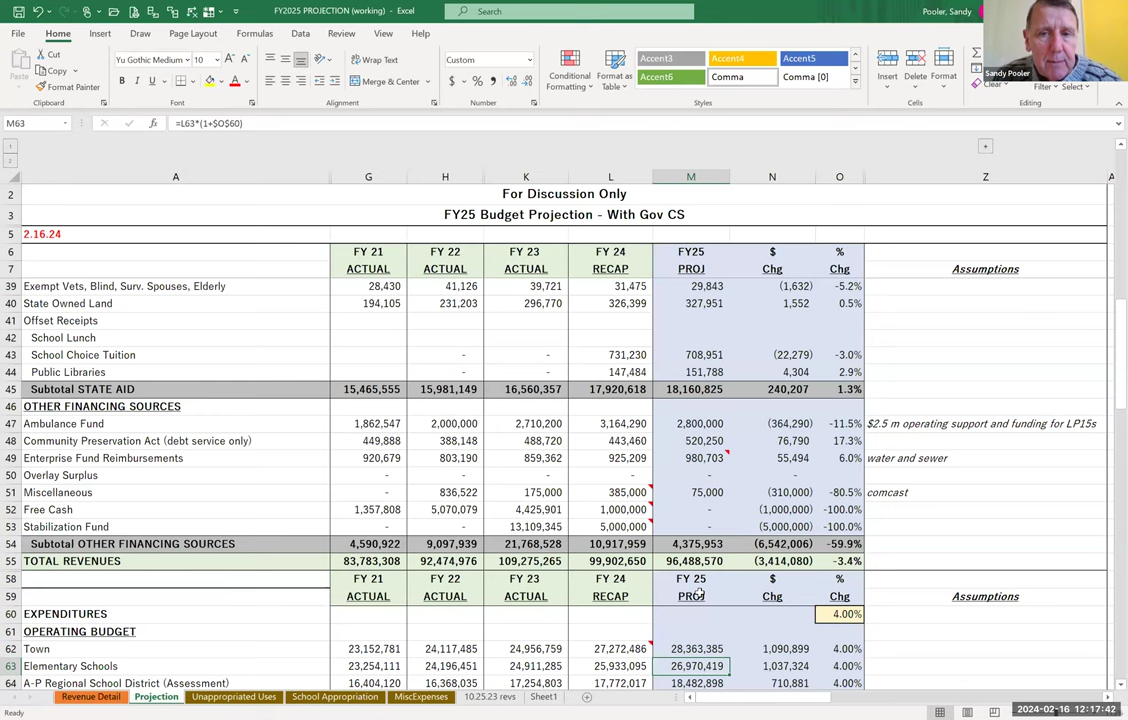 FY2025 PROJECTION (working) - Excel
Search
Pooler, Sandy
File Home Insert Draw Page Layout Formulas Data Review View Help
Paste
Cut
Copy
Format Painter
Clipboard
Yu Gothic Medium 10 A A
B I U A
Font
Wrap Text
Merge & Center
Alignment
Custom
$ % 9
Number
Conditional Formatting
Format as Table
Accent3 Accent4 Accent5
Accent6 Comma Comma [0]
Styles
Insert Delete Format
Cells
Clear
Filter Select
Editing
Sandy Pooler
M63 fx =L63*(1+$O$60)
1
2
A G H K L M N O Z A
2 For Discussion Only
3 FY25 Budget Projection - With Gov CS
5 2.16.24
6 FY 21 FY 22 FY 23 FY 24 FY25 $ %
7 ACTUAL ACTUAL ACTUAL RECAP PROJ Chg Chg Assumptions
39 Exempt Vets, Blind, Surv. Spouses, Elderly 28,430 41,126 39,721 31,475 29,843 (1,632) -5.2%
40 State Owned Land 194,105 231,203 296,770 326,399 327,951 1,552 0.5%
41 Offset Receipts
42 School Lunch
43 School Choice Tuition - - 731,230 708,951 (22,279) -3.0%
44 Public Libraries - - 147,484 151,788 4,304 2.9%
45 Subtotal STATE AID 15,465,555 15,981,149 16,560,357 17,920,618 18,160,825 240,207 1.3%
46 OTHER FINANCING SOURCES
47 Ambulance Fund 1,862,547 2,000,000 2,710,200 3,164,290 2,800,000 (364,290) -11.5% $2.5 m operating support and funding for LP15s
48 Community Preservation Act (debt service only) 449,888 388,148 488,720 443,460 520,250 76,790 17.3%
49 Enterprise Fund Reimbursements 920,679 803,190 859,362 925,209 980,703 55,494 6.0% water and sewer
50 Overlay Surplus - - - - - - -
51 Miscellaneous - 836,522 175,000 385,000 75,000 (310,000) -80.5% comcast
52 Free Cash 1,357,808 5,070,079 4,425,901 1,000,000 - (1,000,000) -100.0%
53 Stabilization Fund - - 13,109,345 5,000,000 - (5,000,000) -100.0%
54 Subtotal OTHER FINANCING SOURCES 4,590,922 9,097,939 21,768,528 10,917,959 4,375,953 (6,542,006) -59.9%
55 TOTAL REVENUES 83,783,308 92,474,976 109,275,265 99,902,650 96,488,570 (3,414,080) -3.4%
58 FY 21 FY 22 FY 23 FY 24 FY 25 $ %
59 ACTUAL ACTUAL ACTUAL RECAP PROJ Chg Chg Assumptions
60 EXPENDITURES 4.00%
61 OPERATING BUDGET
62 Town 23,152,781 24,117,485 24,956,759 27,272,486 28,363,385 1,090,899 4.00%
63 Elementary Schools 23,254,111 24,196,451 24,911,285 25,933,095 26,970,419 1,037,324 4.00%
64 A-P Regional School District (Assessment) 16,404,120 16,368,035 17,254,803 17,772,017 18,482,898 710,881 4.00%
Revenue Detail Projection Unappropriated Uses School Appropriation MiscExpenses 10.25.23 revs Sheet1
Ready
2024-02-16 12:17:42